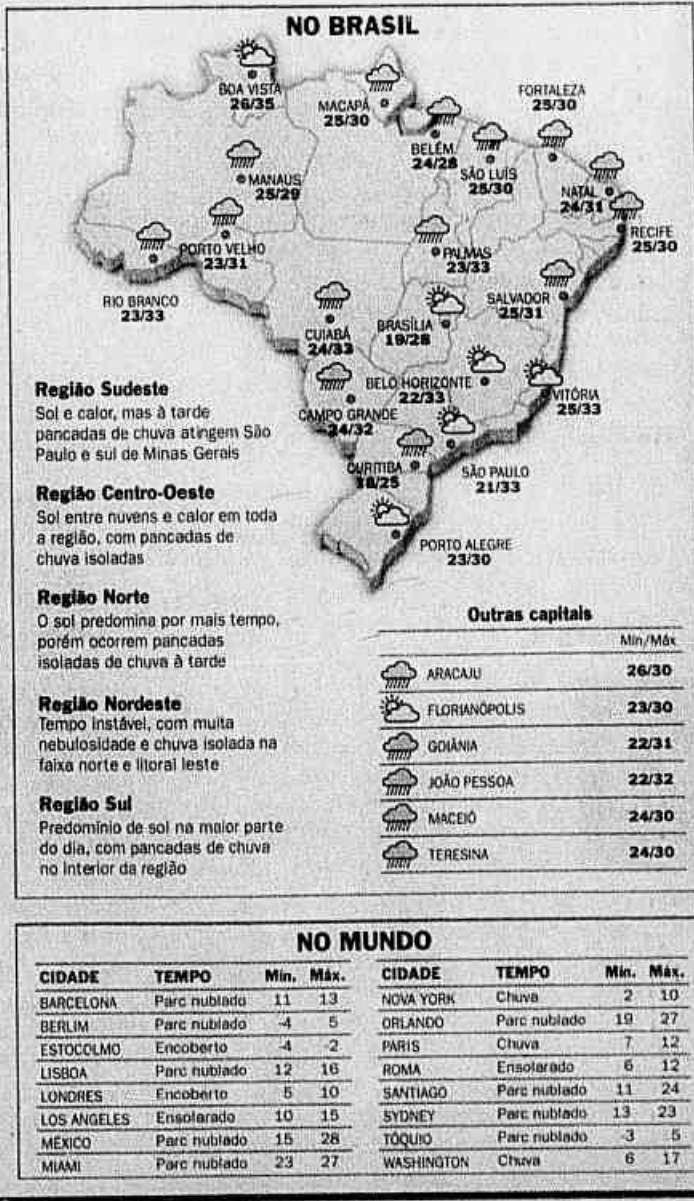 NO BRASIL
BOA VISTA
26/35
MACAPÁ
25/30
FORTALEZA
25/30
BELÉM
24/28
SÃO LUÍS
25/30
MANAUS
25/29
NATAL
24/31
RECIFE
25/30
PORTO VELHO
23/31
PALMAS
23/33
RIO BRANCO
23/33
SALVADOR
25/31
CUIABÁ
24/33
BRASÍLIA
19/28
BELO HORIZONTE
22/33
VITÓRIA
25/33
CAMPO GRANDE
24/32
CURITIBA
18/25
SÃO PAULO
21/33
PORTO ALEGRE
23/30
Região Sudeste
Sol e calor, mas à tarde
pancadas de chuva atingem São
Paulo e sul de Minas Gerais
Região Centro-Oeste
Sol entre nuvens e calor em toda
a região, com pancadas de
chuva isoladas
Região Norte
O sol predomina por mais tempo,
porém ocorrem pancadas
isoladas de chuva à tarde
Região Nordeste
Tempo instável, com muita
nebulosidade e chuva isolada na
faixa norte e litoral leste
Região Sul
Predomínio de sol na maior parte
do dia, com pancadas de chuva
no interior da região
Outras capitais
Mín/Máx
ARACAJU 26/30
FLORIANÓPOLIS 23/30
GOIÂNIA 22/31
JOÃO PESSOA 22/32
MACEIÓ 24/30
TERESINA 24/30
NO MUNDO
CIDADE TEMPO Mín. Máx.
BARCELONA Parc nublado 11 13
BERLIM Parc nublado -4 5
ESTOCOLMO Encoberto -4 -2
LISBOA Parc nublado 12 16
LONDRES Encoberto 5 10
LOS ANGELES Ensolarado 10 15
MÉXICO Parc nublado 15 28
MIAMI Parc nublado 23 27
CIDADE TEMPO Mín. Máx.
NOVA YORK Chuva 2 10
ORLANDO Parc nublado 19 27
PARIS Chuva 7 12
ROMA Ensolarado 6 12
SANTIAGO Parc nublado 11 24
SYDNEY Parc nublado 13 23
TÓQUIO Parc nublado -3 5
WASHINGTON Chuva 6 17